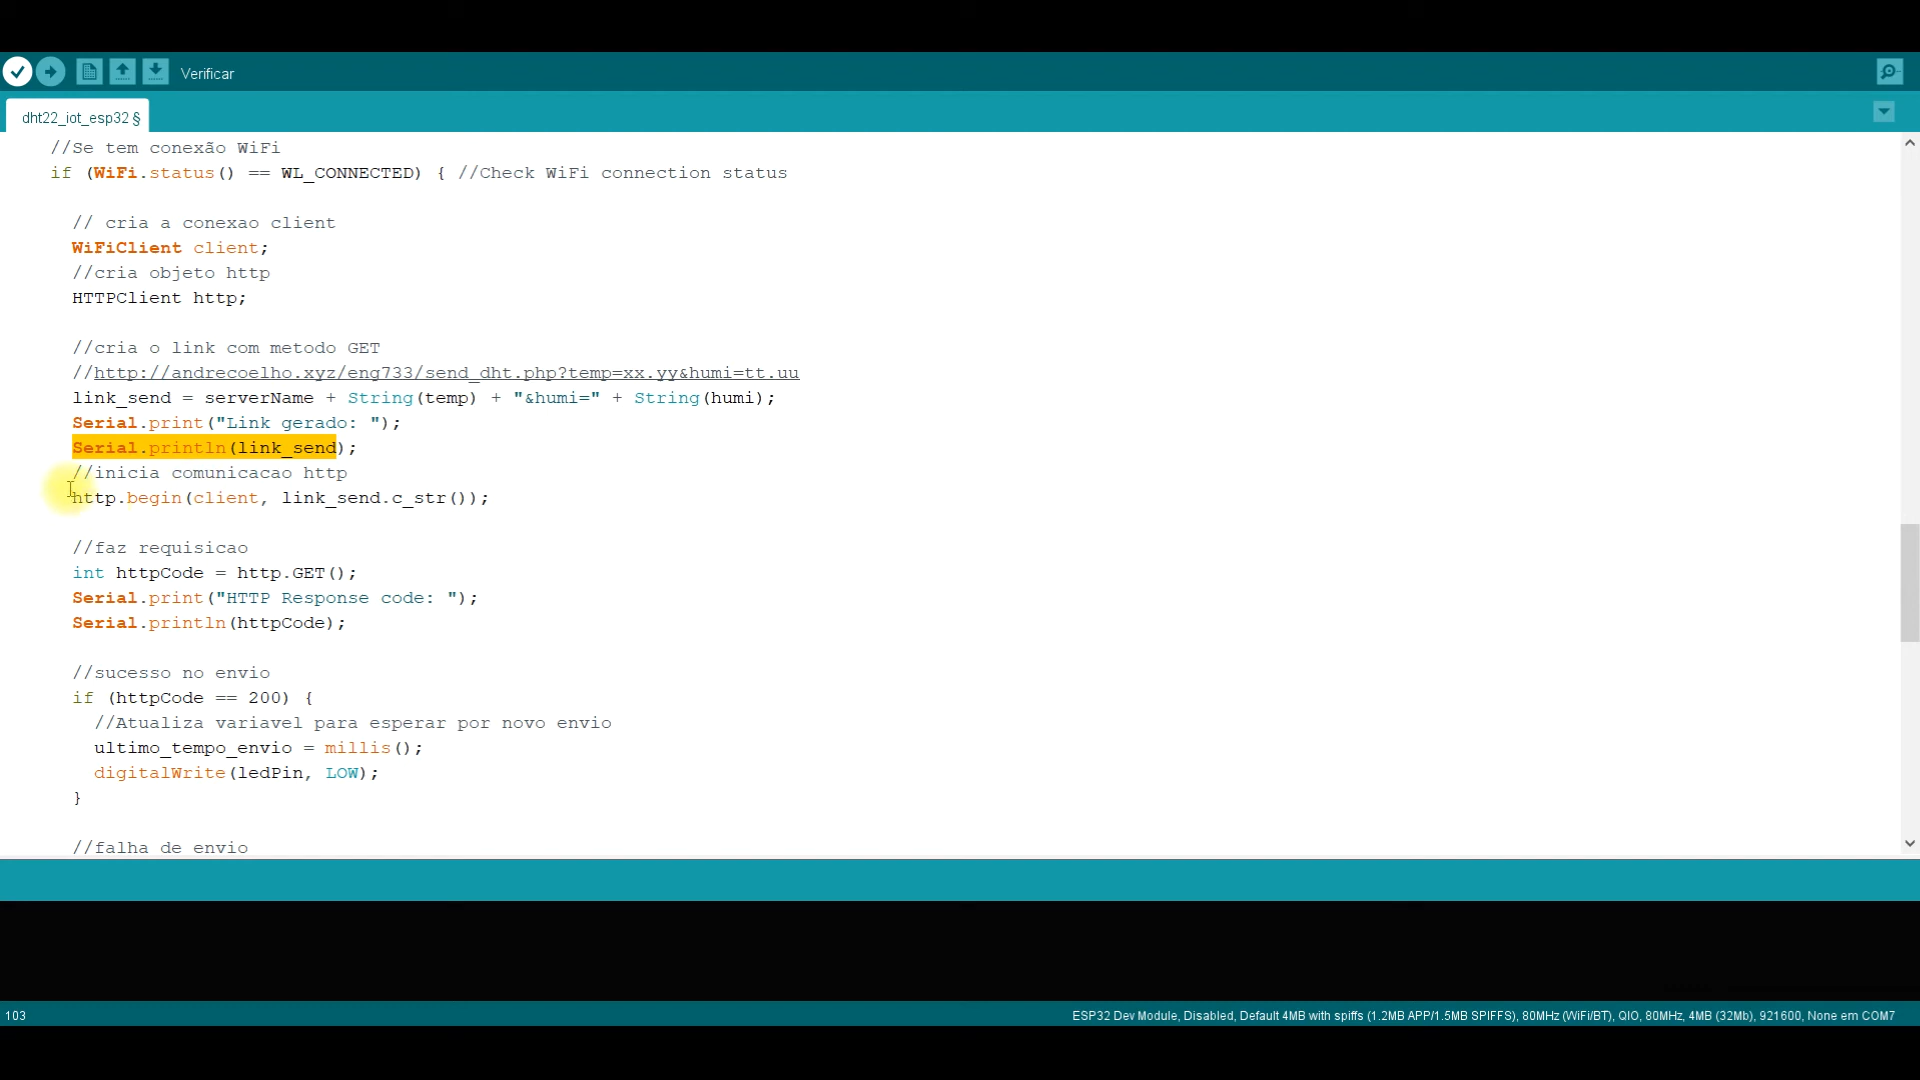 Verificar
dht22_iot_esp32 §
//Se tem conexão WiFi
if (WiFi.status() == WL_CONNECTED) { //Check WiFi connection status
// cria a conexao client
WiFiClient client;
//cria objeto http
HTTPClient http;
//cria o link com metodo GET
//http://andrecoelho.xyz/eng733/send_dht.php?temp=xx.yy&humi=tt.uu
link_send = serverName + String(temp) + "&humi=" + String(humi);
Serial.print("Link gerado: ");
Serial.println(link_send);
//inicia comunicacao http
http.begin(client, link_send.c_str());
//faz requisicao
int httpCode = http.GET();
Serial.print("HTTP Response code: ");
Serial.println(httpCode);
//sucesso no envio
if (httpCode == 200) {
//Atualiza variavel para esperar por novo envio
ultimo_tempo_envio = millis();
digitalWrite(ledPin, LOW);
}
//falha de envio
103
ESP32 Dev Module, Disabled, Default 4MB with spiffs (1.2MB APP/1.5MB SPIFFS), 80MHz (WiFi/BT), QIO, 80MHz, 4MB (32Mb), 921600, None em COM7